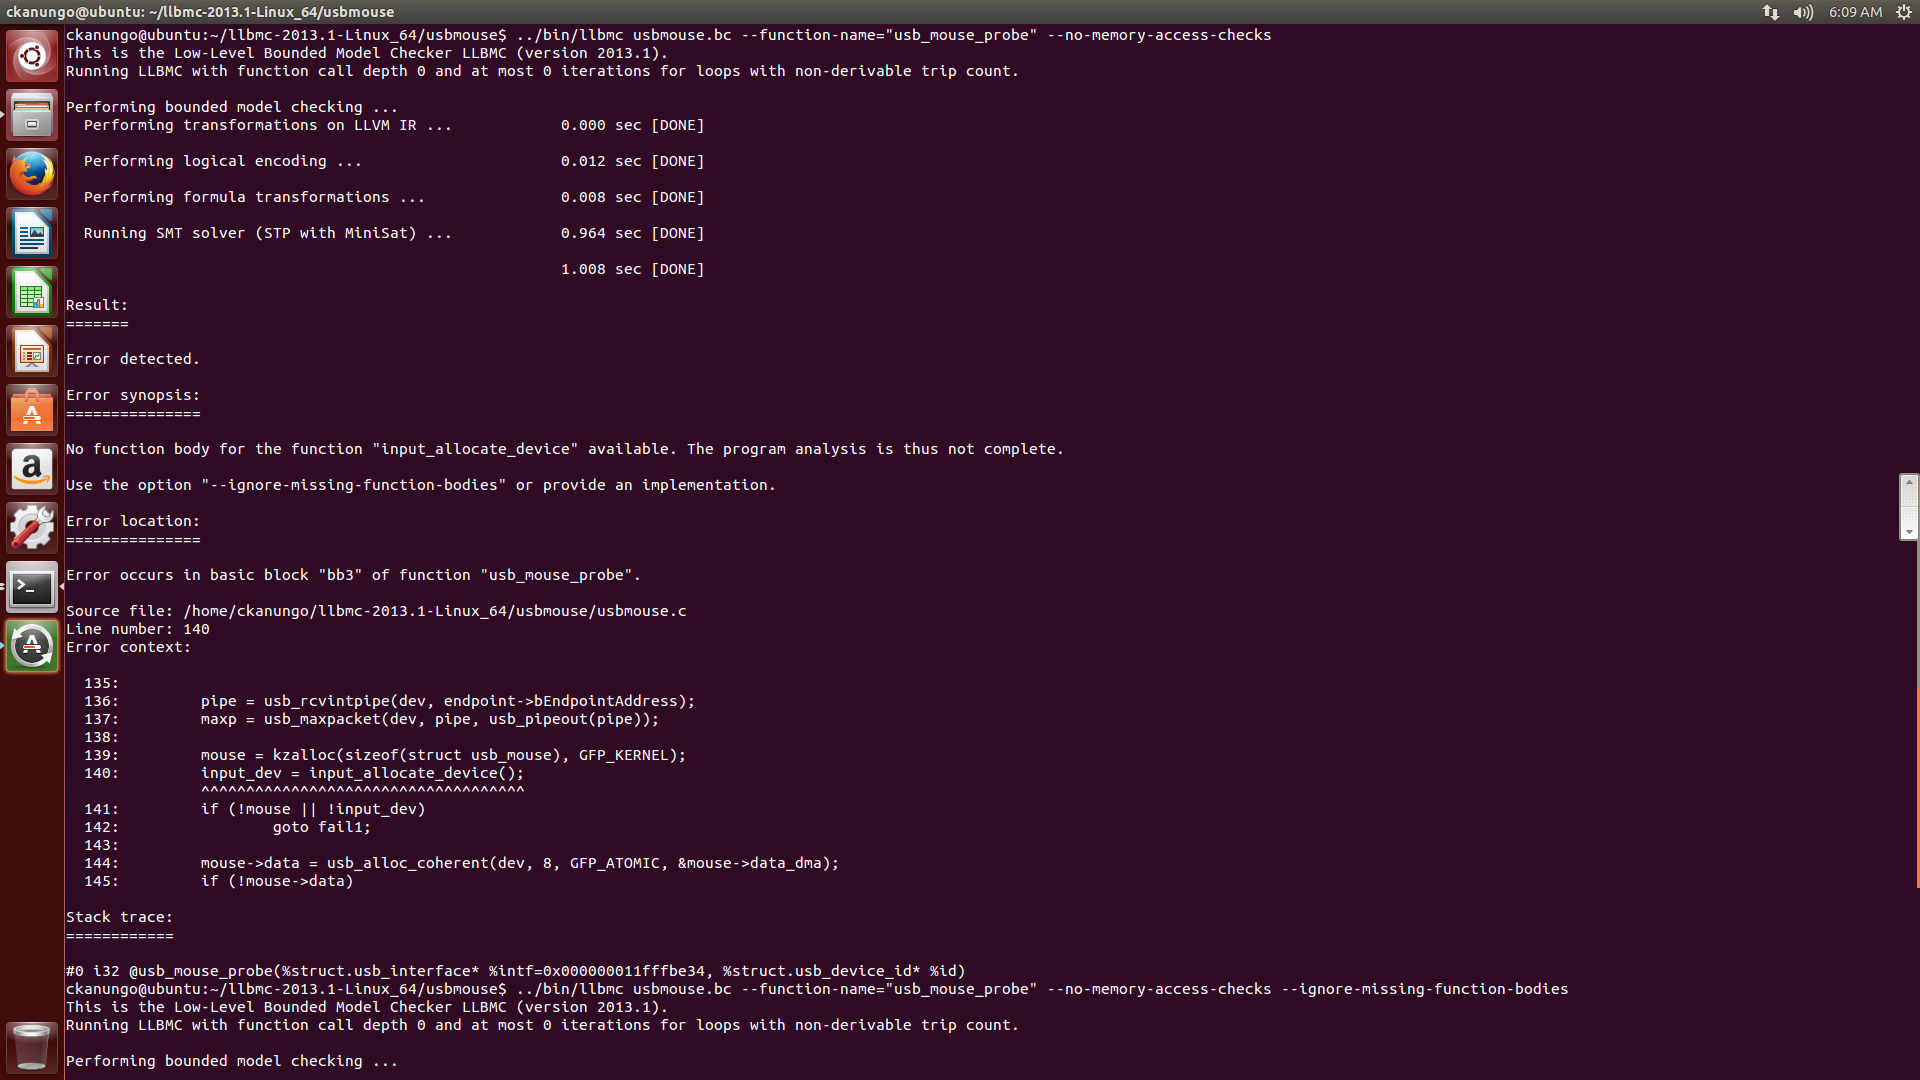 ckanungo@ubuntu: ~/llbmc-2013.1-Linux_64/usbmouse
6:09 AM
ckanungo@ubuntu:~/llbmc-2013.1-Linux_64/usbmouse$ ../bin/llbmc usbmouse.bc --function-name="usb_mouse_probe" --no-memory-access-checks
This is the Low-Level Bounded Model Checker LLBMC (version 2013.1).
Running LLBMC with function call depth 0 and at most 0 iterations for loops with non-derivable trip count.
Performing bounded model checking ...
Performing transformations on LLVM IR ... 0.000 sec [DONE]
Performing logical encoding ... 0.012 sec [DONE]
Performing formula transformations ... 0.008 sec [DONE]
Running SMT solver (STP with MiniSat) ... 0.964 sec [DONE]
1.008 sec [DONE]
Result:
=======
Error detected.
Error synopsis:
===============
No function body for the function "input_allocate_device" available. The program analysis is thus not complete.
Use the option "--ignore-missing-function-bodies" or provide an implementation.
Error location:
===============
Error occurs in basic block "bb3" of function "usb_mouse_probe".
Source file: /home/ckanungo/llbmc-2013.1-Linux_64/usbmouse/usbmouse.c
Line number: 140
Error context:
135:
136: pipe = usb_rcvintpipe(dev, endpoint->bEndpointAddress);
137: maxp = usb_maxpacket(dev, pipe, usb_pipeout(pipe));
138:
139: mouse = kzalloc(sizeof(struct usb_mouse), GFP_KERNEL);
140: input_dev = input_allocate_device();
^^^^^^^^^^^^^^^^^^^^^^^^^^^^^^^^^^^^
141: if (!mouse || !input_dev)
142: goto fail1;
143:
144: mouse->data = usb_alloc_coherent(dev, 8, GFP_ATOMIC, &mouse->data_dma);
145: if (!mouse->data)
Stack trace:
============
#0 i32 @usb_mouse_probe(%struct.usb_interface* %intf=0x000000011fffbe34, %struct.usb_device_id* %id)
ckanungo@ubuntu:~/llbmc-2013.1-Linux_64/usbmouse$ ../bin/llbmc usbmouse.bc --function-name="usb_mouse_probe" --no-memory-access-checks --ignore-missing-function-bodies
This is the Low-Level Bounded Model Checker LLBMC (version 2013.1).
Running LLBMC with function call depth 0 and at most 0 iterations for loops with non-derivable trip count.
Performing bounded model checking ...